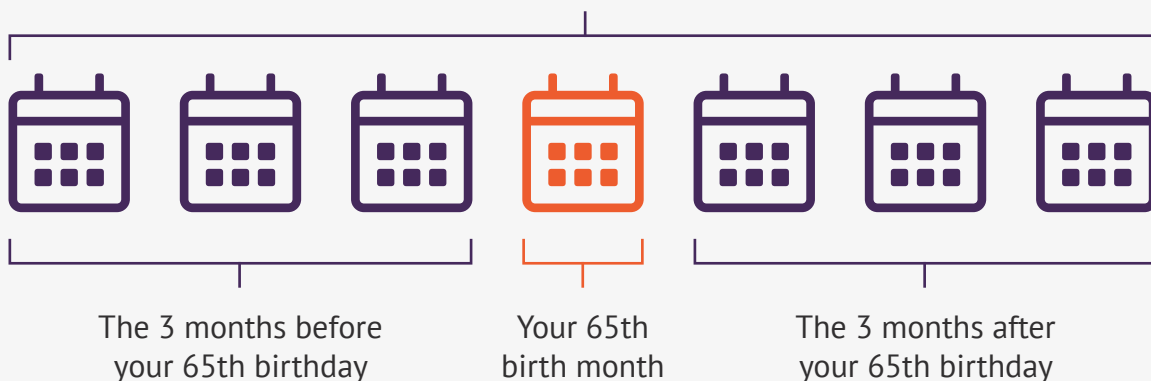 The 3 months before
your 65th birthday
Your 65th
birth month
The 3 months after
your 65th birthday